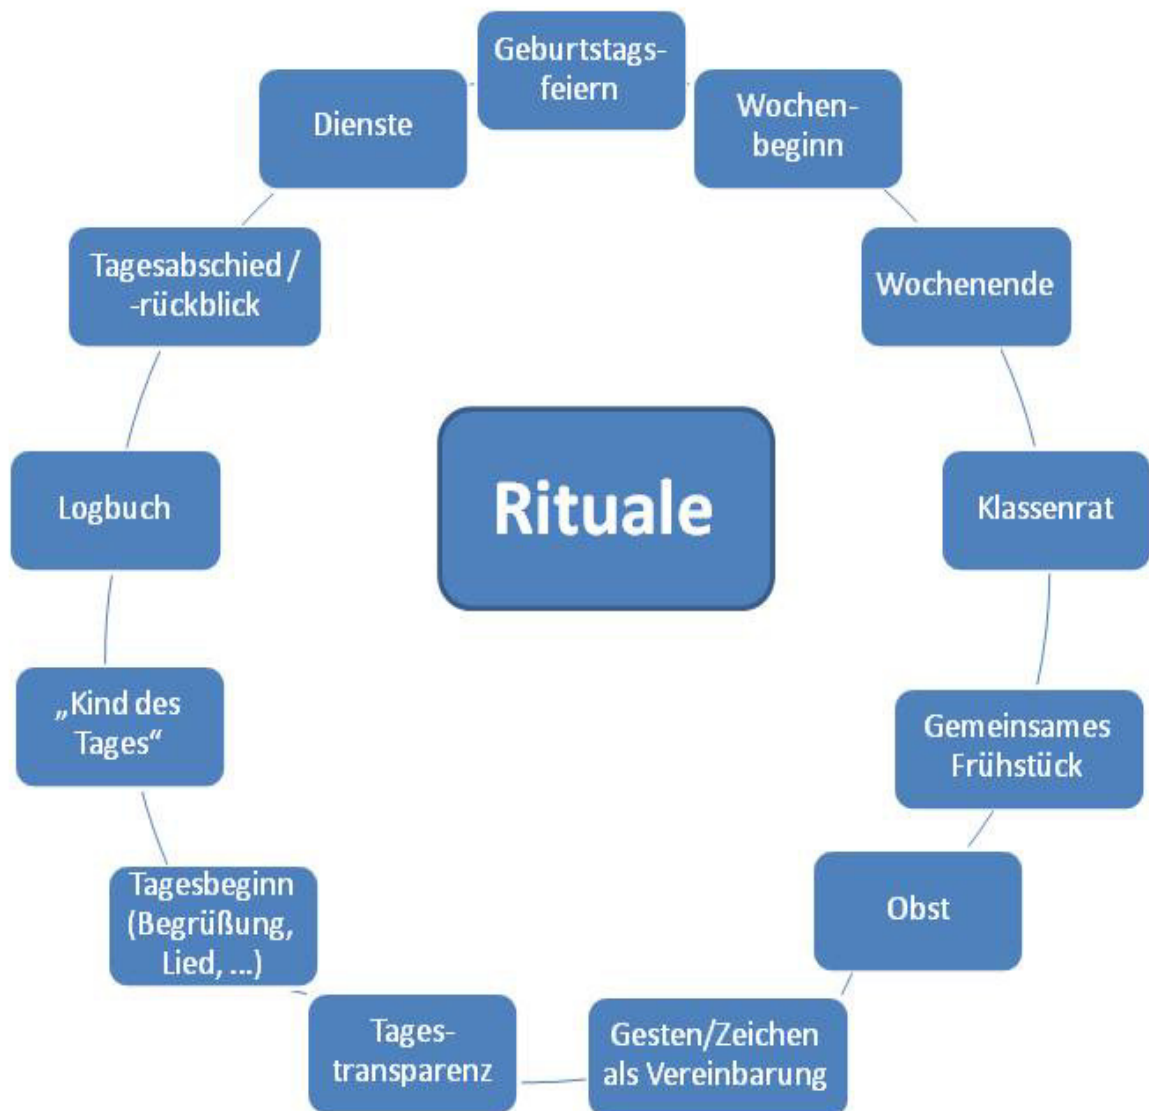 Geburtstags-
feiern
Wochen-
beginn
Wochenende
Klassenrat
Gemeinsames
Frühstück
Obst
Gesten/Zeichen
als Vereinbarung
Tages-
transparenz
Tagesbeginn
(Begrüßung,
Lied, ...)
„Kind des
Tages“
Logbuch
Tagesabschied /
-rückblick
Dienste
Rituale